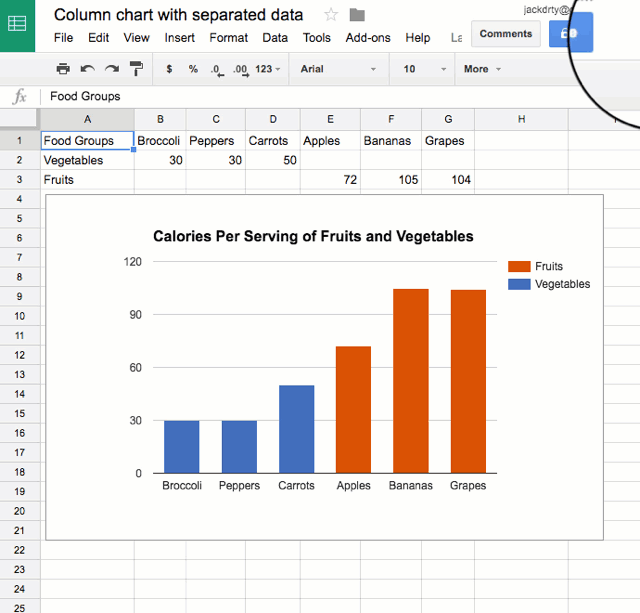 Column chart with separated data
jackdrty@
File Edit View Insert Format Data Tools Add-ons Help
Comments
$ % .0 .00 123 Arial 10 More
fx Food Groups
A B C D E F G H
1 Food Groups Broccoli Peppers Carrots Apples Bananas Grapes
2 Vegetables 30 30 50
3 Fruits 72 105 104
4
5
6
7
8
9
10
11
12
13
14
15
16
17
18
19
20
21
22
23
24
25
Calories Per Serving of Fruits and Vegetables
120
90
60
30
0
Broccoli Peppers Carrots Apples Bananas Grapes
Fruits
Vegetables